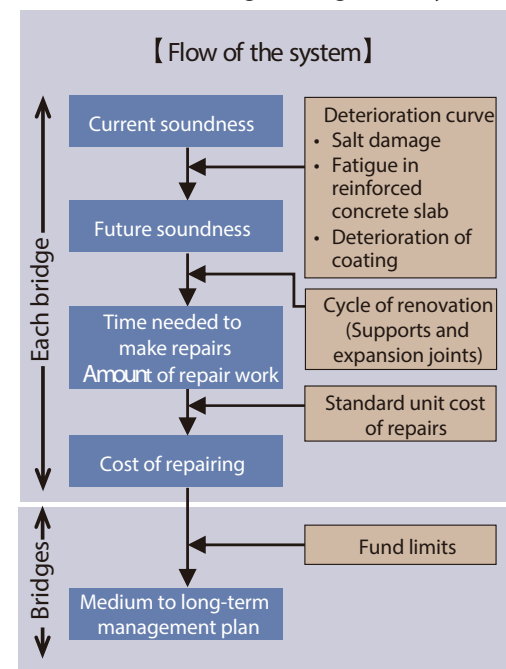 【Flow of the system】
Current soundness
Deterioration curve
• Salt damage
• Fatigue in
reinforced
concrete slab
• Deterioration of
coating
Future soundness
Each bridge
Cycle of renovation
(Supports and
expansion joints)
Time needed to
make repairs
Amount of repair work
Standard unit cost
of repairs
Cost of repairing
Bridges
Fund limits
Medium to long-term
management plan